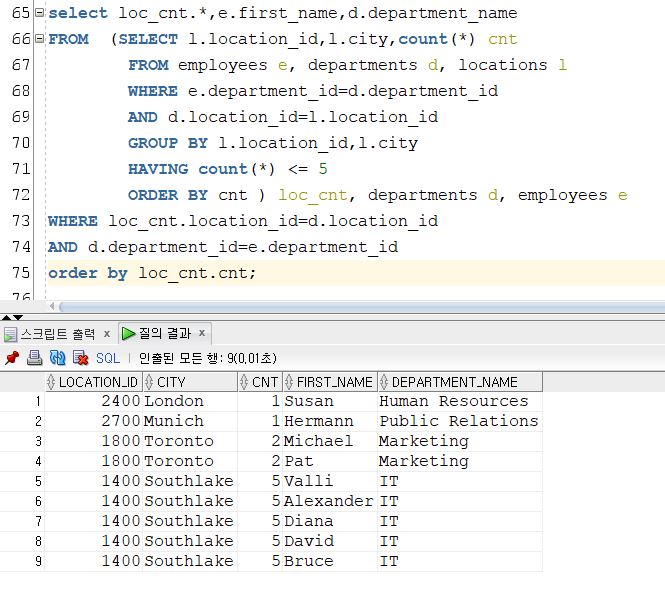 65 select loc_cnt.*,e.first_name,d.department_name
66 FROM (SELECT l.location_id,l.city,count(*) cnt
67 FROM employees e, departments d, locations l
68 WHERE e.department_id=d.department_id
69 AND d.location_id=l.location_id
70 GROUP BY l.location_id,l.city
71 HAVING count(*) <= 5
72 ORDER BY cnt ) loc_cnt, departments d, employees e
73 WHERE loc_cnt.location_id=d.location_id
74 AND d.department_id=e.department_id
75 order by loc_cnt.cnt;
76
스크립트 출력 x 질의 결과 x
SQL | 인출된 모든 행: 9(0,01초)
LOCATION_ID CITY CNT FIRST_NAME DEPARTMENT_NAME
1 2400 London 1 Susan Human Resources
2 2700 Munich 1 Hermann Public Relations
3 1800 Toronto 2 Michael Marketing
4 1800 Toronto 2 Pat Marketing
5 1400 Southlake 5 Valli IT
6 1400 Southlake 5 Alexander IT
7 1400 Southlake 5 Diana IT
8 1400 Southlake 5 David IT
9 1400 Southlake 5 Bruce IT